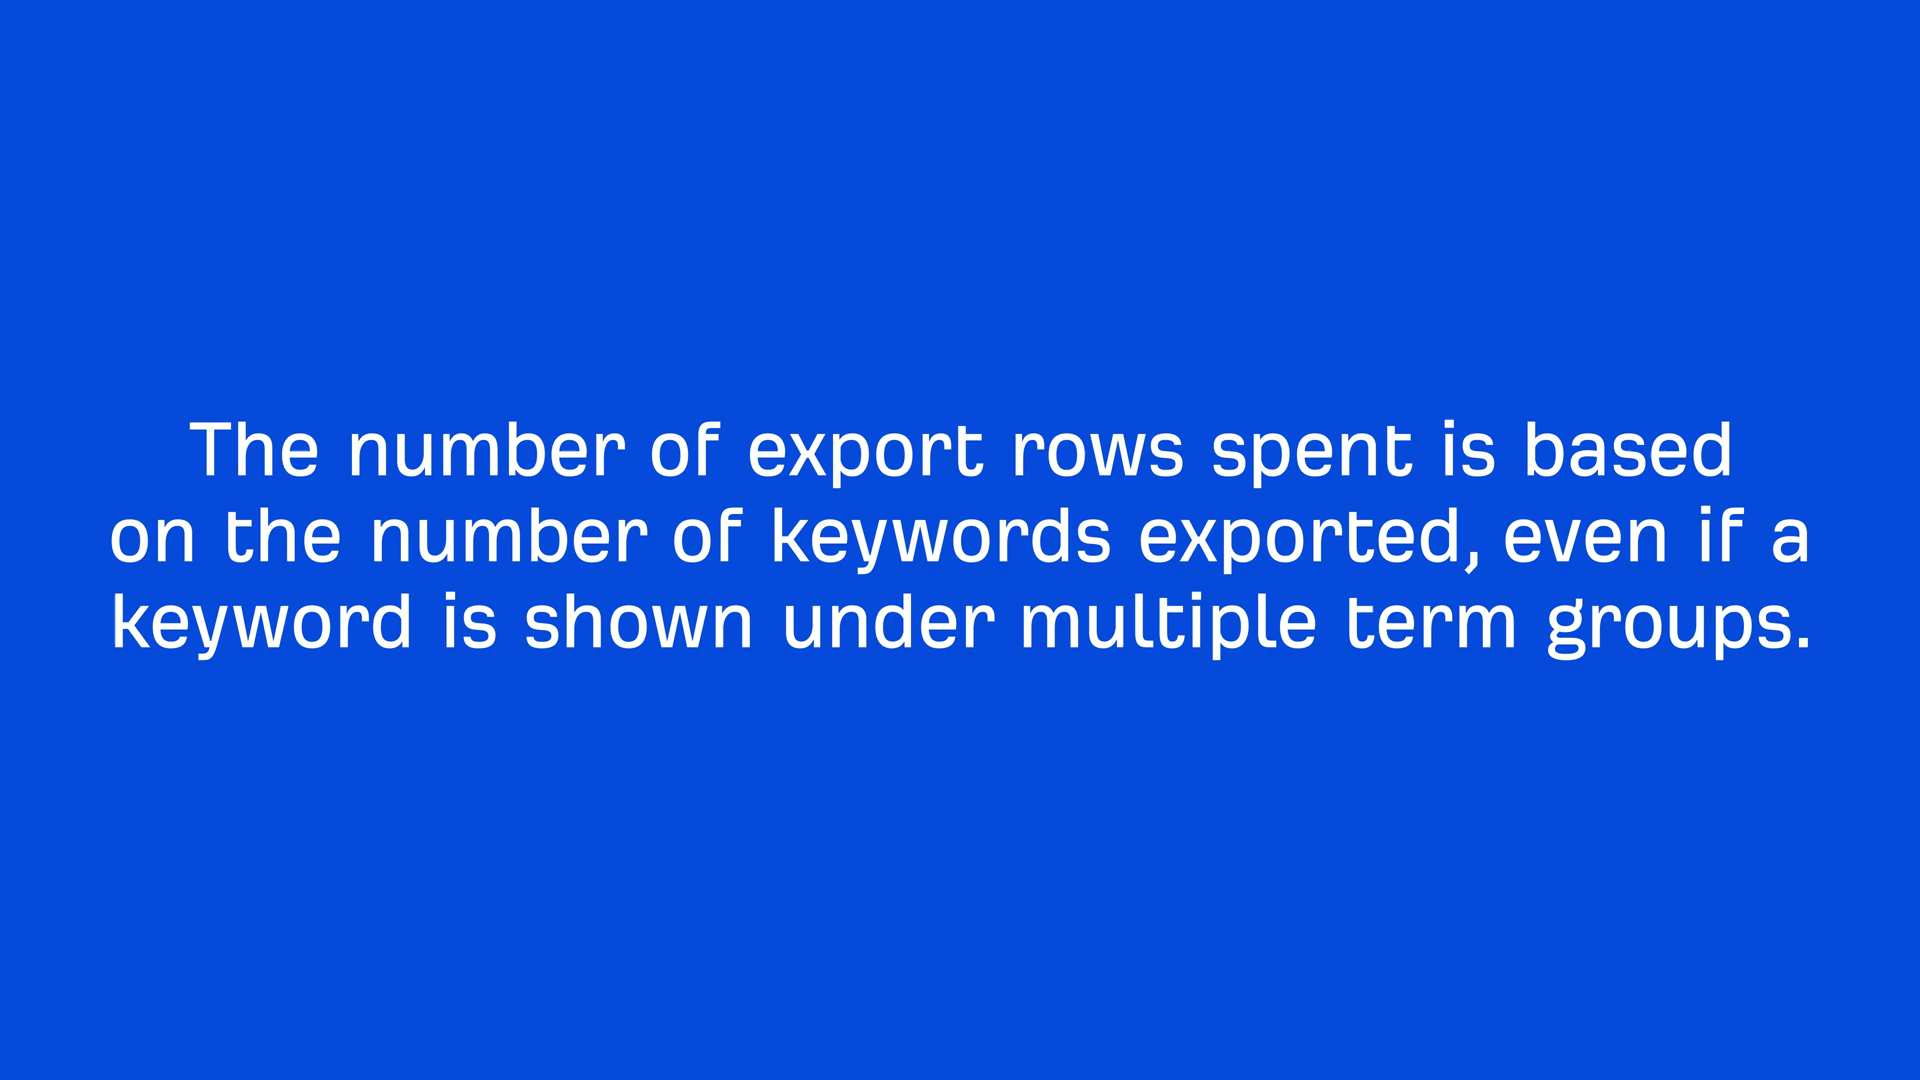 The number of export rows spent is based
on the number of keywords exported, even if a
keyword is shown under multiple term groups.